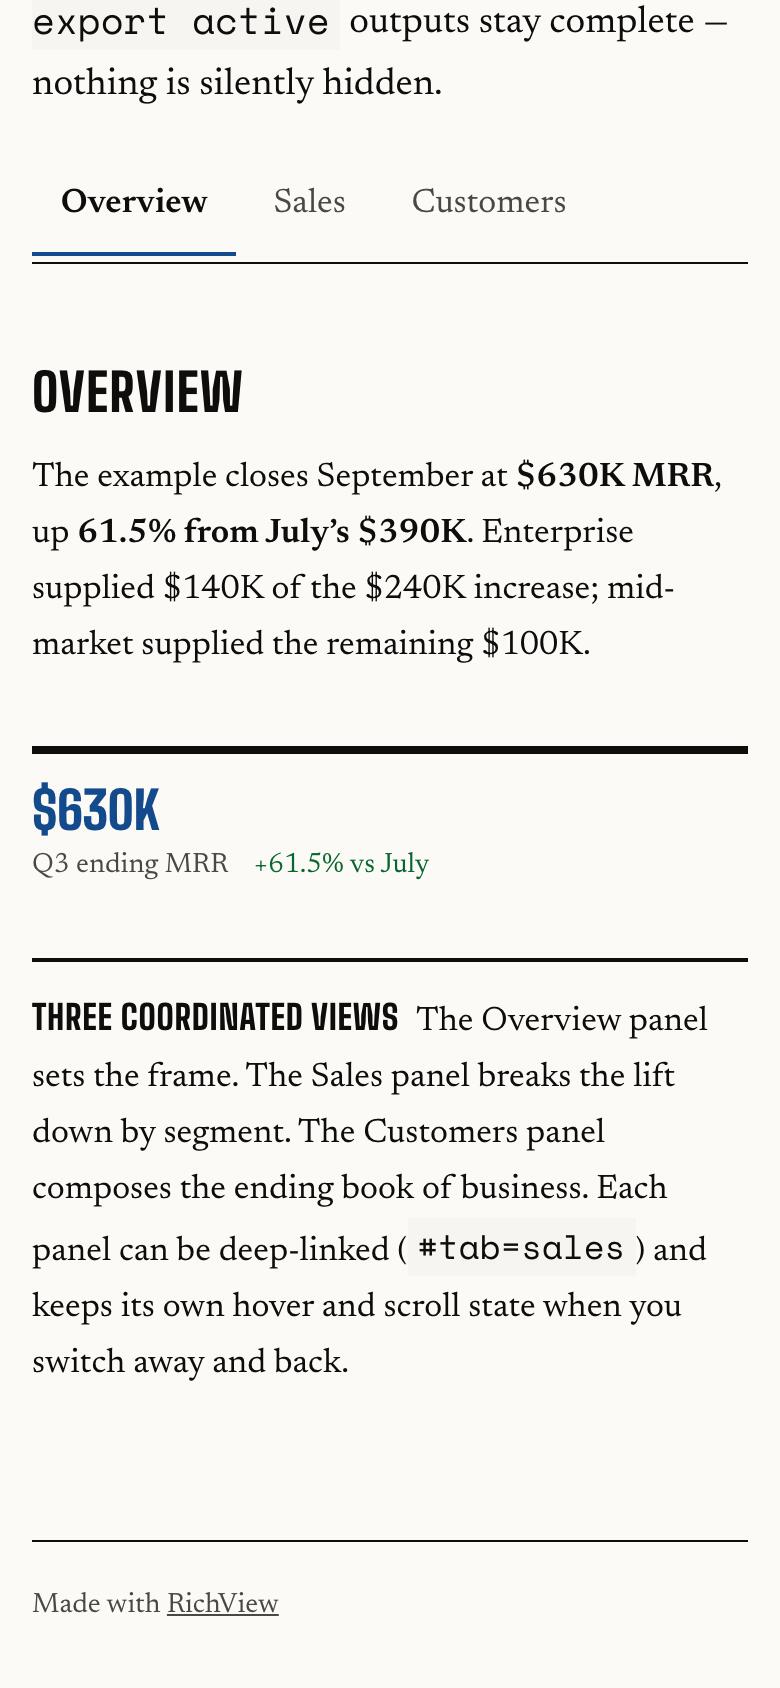 export active outputs stay complete —
nothing is silently hidden.
Overview Sales Customers
OVERVIEW
The example closes September at $630K MRR,
up 61.5% from July’s $390K. Enterprise
supplied $140K of the $240K increase; mid-
market supplied the remaining $100K.
$630K
Q3 ending MRR +61.5% vs July
THREE COORDINATED VIEWS The Overview panel
sets the frame. The Sales panel breaks the lift
down by segment. The Customers panel
composes the ending book of business. Each
panel can be deep-linked (#tab=sales) and
keeps its own hover and scroll state when you
switch away and back.
Made with RichView